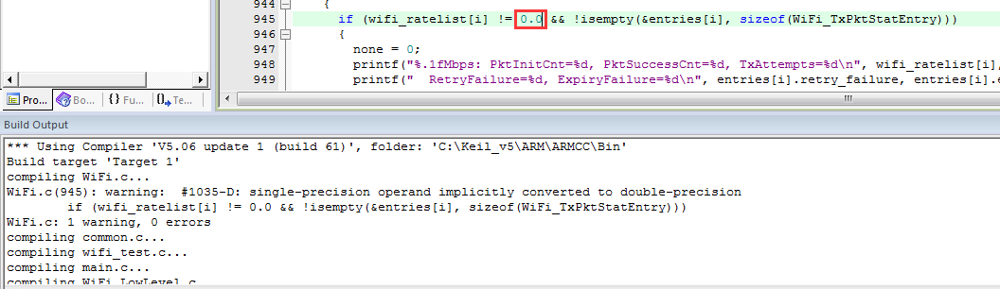 944 {
945 if (wifi_ratelist[i] != 0.0 && !isempty(&entries[i], sizeof(WiFi_TxPktStatEntry)))
946 {
947 none = 0;
948 printf("%.1fMbps: PktInitCnt=%d, PktSuccessCnt=%d, TxAttempts=%d\n", wifi_ratelist[i],
949 printf("  RetryFailure=%d, ExpiryFailure=%d\n", entries[i].retry_failure, entries[i].e
Pro... Bo... {} Fu... 0 Te...
Build Output
*** Using Compiler 'V5.06 update 1 (build 61)', folder: 'C:\Keil_v5\ARM\ARMCC\Bin'
Build target 'Target 1'
compiling WiFi.c...
WiFi.c(945): warning:  #1035-D: single-precision operand implicitly converted to double-precision
if (wifi_ratelist[i] != 0.0 && !isempty(&entries[i], sizeof(WiFi_TxPktStatEntry)))
WiFi.c: 1 warning, 0 errors
compiling common.c...
compiling wifi_test.c...
compiling main.c...
compiling WiFi_LowLevel.c